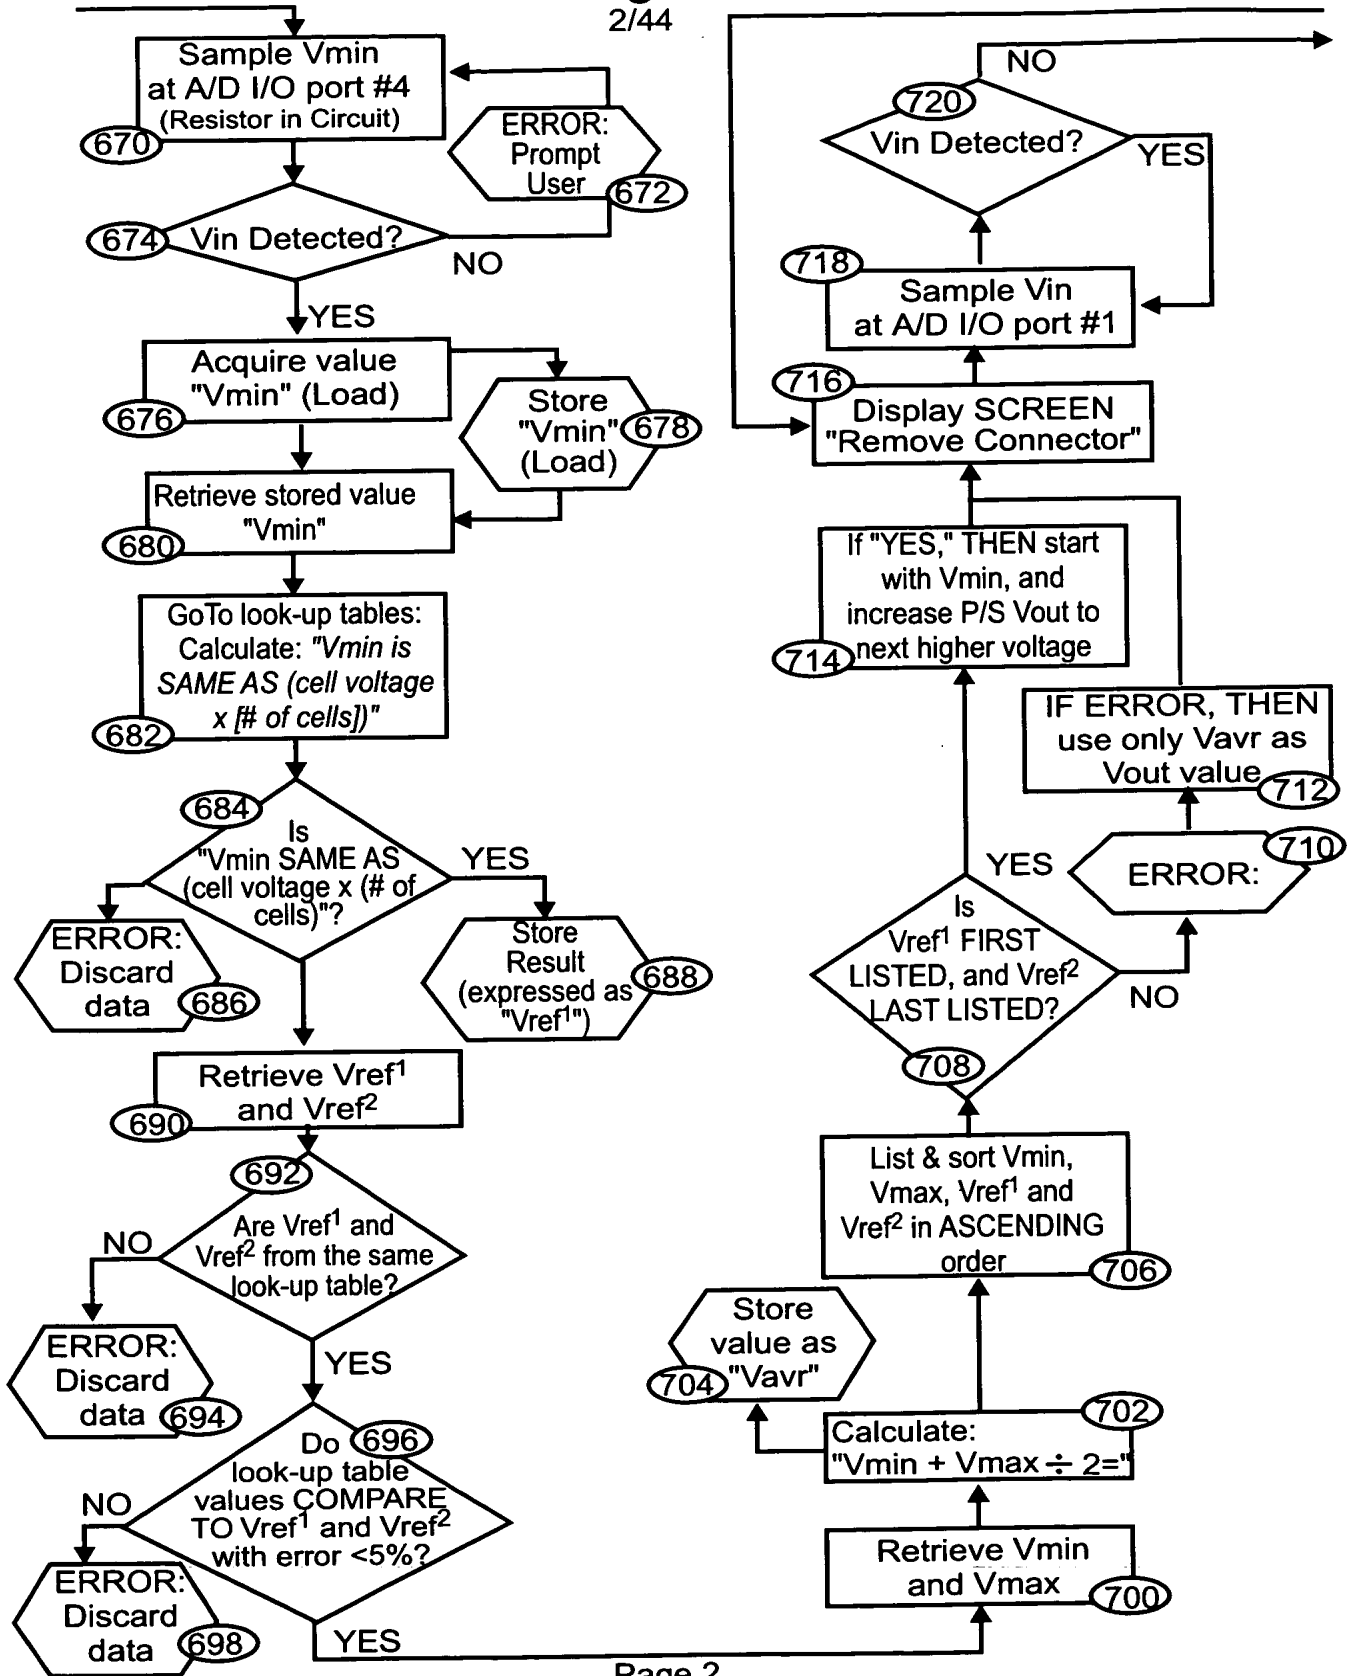 2/44
Sample Vmin
at A/D I/O port #4
(Resistor in Circuit)
670
ERROR:
Prompt
User
672
674
Vin Detected?
NO
YES
Acquire value
"Vmin" (Load)
676
Store
"Vmin"
(Load)
678
Retrieve stored value
"Vmin"
680
GoTo look-up tables:
Calculate: "Vmin is
SAME AS (cell voltage
x [# of cells])"
682
684
Is
"Vmin SAME AS
(cell voltage x (# of
cells)"?
YES
ERROR:
Discard
data
686
Store
Result
(expressed as
"Vref¹")
688
Retrieve Vref¹
and Vref²
690
692
Are Vref¹ and
Vref² from the same
look-up table?
NO
YES
ERROR:
Discard
data
694
Do
696
look-up table
values COMPARE
TO Vref¹ and Vref²
with error <5%?
NO
ERROR:
Discard
data
698
YES
NO
720
Vin Detected?
YES
718
Sample Vin
at A/D I/O port #1
716
Display SCREEN
"Remove Connector"
If "YES," THEN start
with Vmin, and
increase P/S Vout to
next higher voltage
714
IF ERROR, THEN
use only Vavr as
Vout value
712
710
ERROR:
YES
Is
Vref¹ FIRST
LISTED, and Vref²
LAST LISTED?
NO
708
List & sort Vmin,
Vmax, Vref¹ and
Vref² in ASCENDING
order
706
Store
value as
"Vavr"
704
702
Calculate:
"Vmin + Vmax ÷ 2="
Retrieve Vmin
and Vmax
700
Page 2